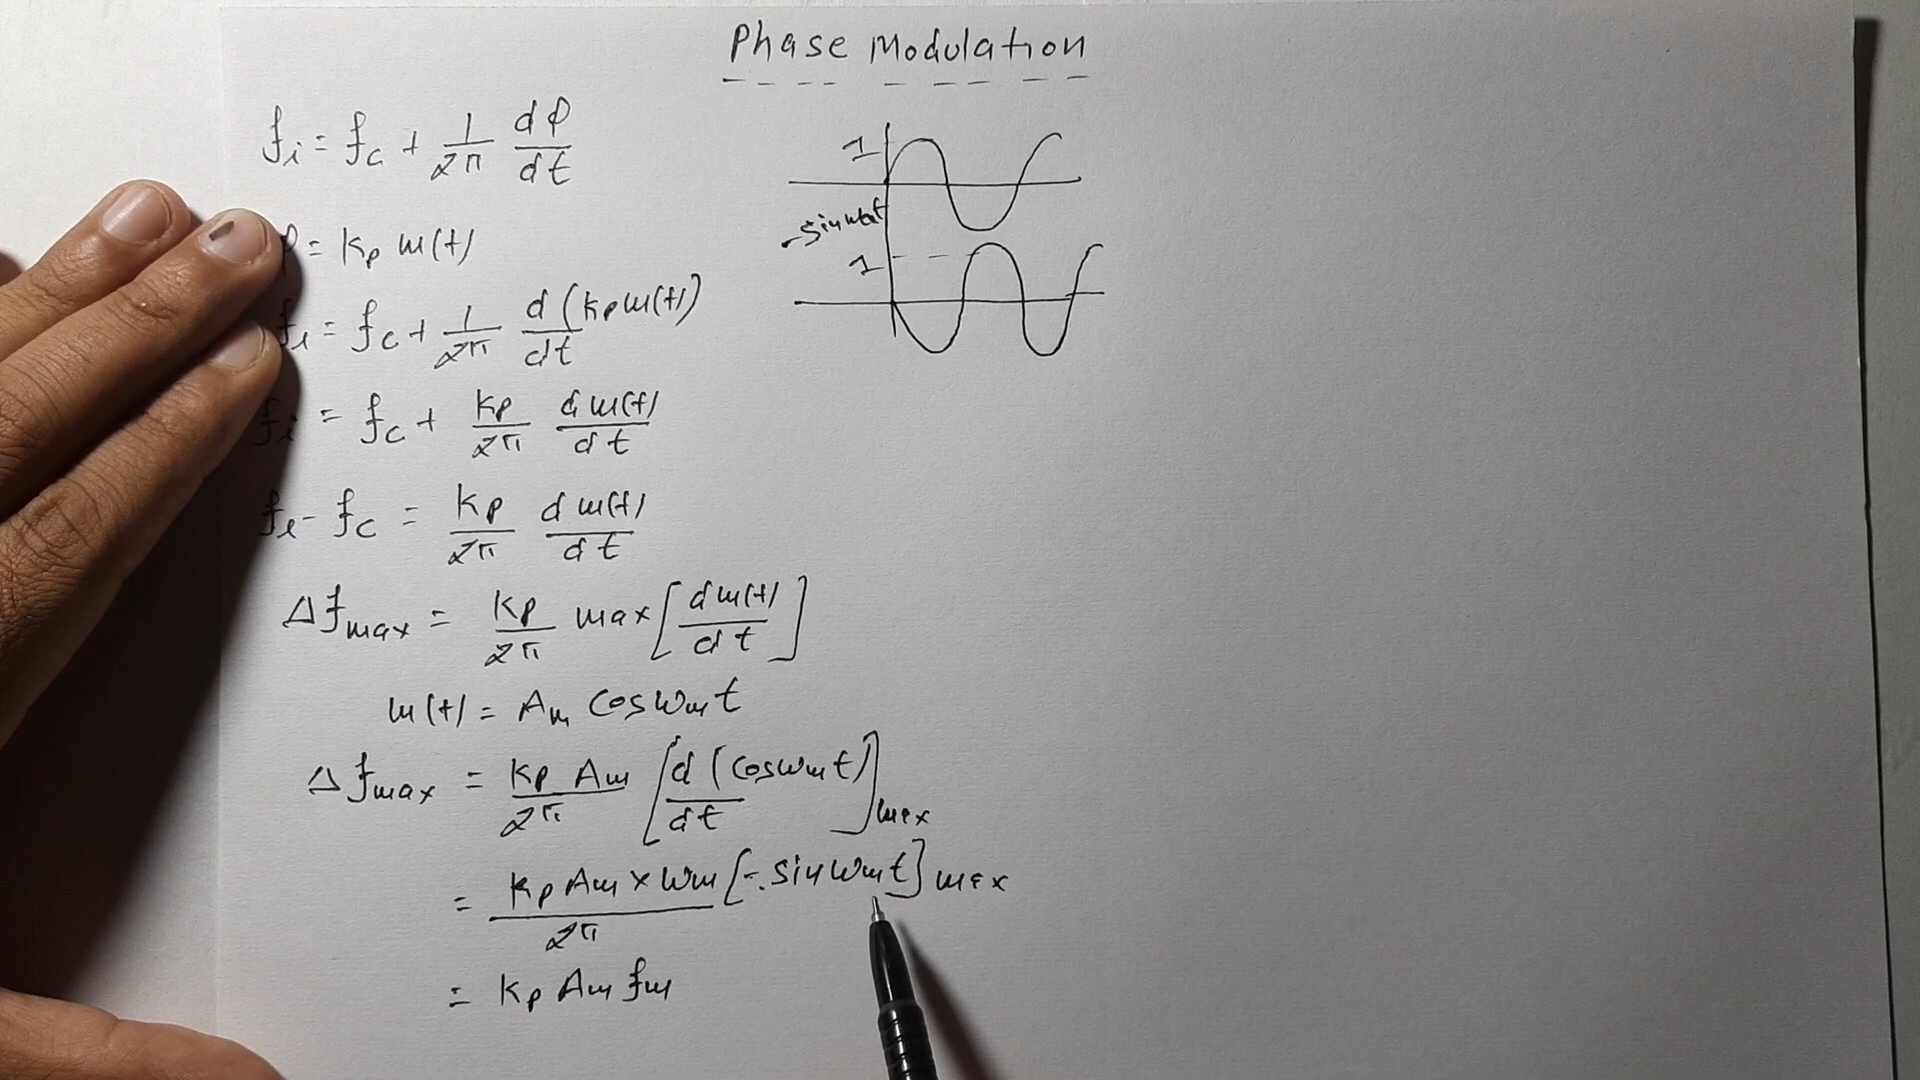 Phase Modulation
fi = fc + 1/2π dφ/dt
φ = kp m(t)
fi = fc + 1/2π d/dt (kp m(t))
fi = fc + kp/2π dm(t)/dt
fi - fc = kp/2π dm(t)/dt
Δfmax = kp/2π max[dm(t)/dt]
m(t) = Am cos ωmt
Δfmax = kp Am/2π [d/dt (cos ωmt)]max
= kp Am × ωm/2π [- sin ωmt]max
= kp Am fm
1
- sin ωmt
1